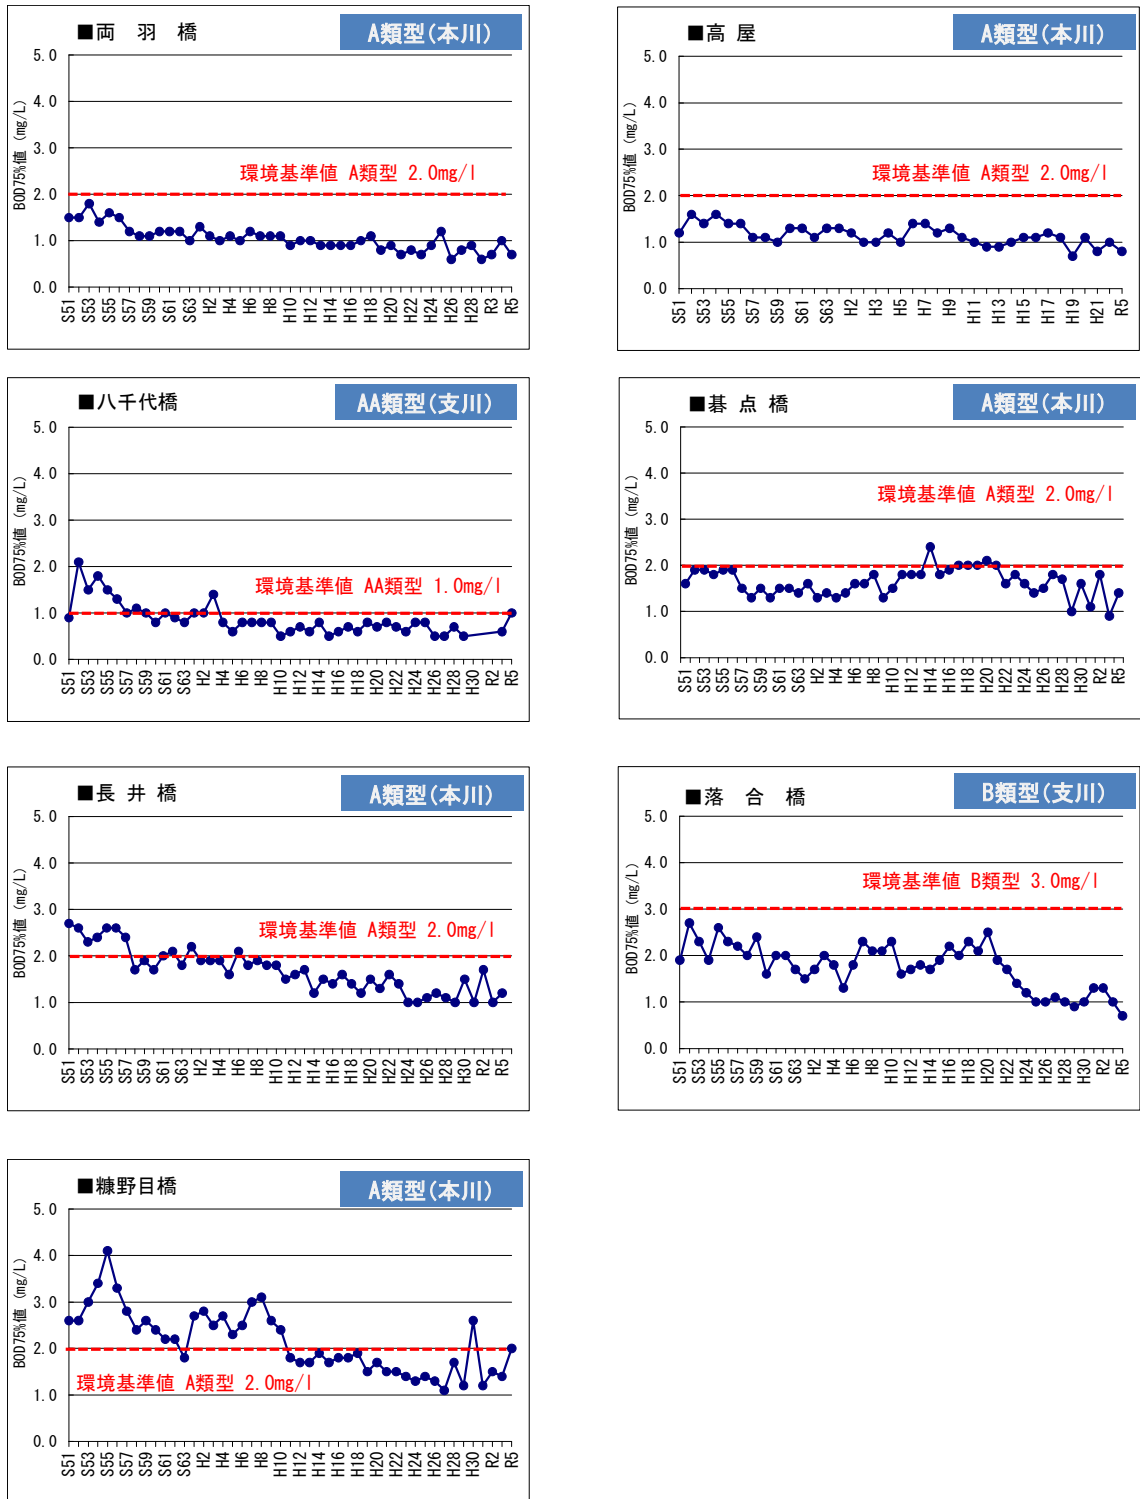 ■両 羽 橋
A類型(本川)
BOD75%値 (mg/L)
5.0
4.0
3.0
2.0
1.0
0.0
環境基準値 A類型 2.0mg/l
S51 S53 S55 S57 S59 S61 S63 H2 H4 H6 H8 H10 H12 H14 H16 H18 H20 H22 H24 H26 H28 R3 R5
■高 屋
A類型(本川)
BOD75%値 (mg/L)
5.0
4.0
3.0
2.0
1.0
0.0
環境基準値 A類型 2.0mg/l
S51 S53 S55 S57 S59 S61 S63 H2 H3 H5 H7 H9 H11 H13 H15 H17 H19 H21 R5
■八千代橋
AA類型(支川)
BOD75%値 (mg/L)
5.0
4.0
3.0
2.0
1.0
0.0
環境基準値 AA類型 1.0mg/l
S51 S53 S55 S57 S59 S61 S63 H2 H4 H6 H8 H10 H12 H14 H16 H18 H20 H22 H24 H26 H28 H30 R2 R5
■碁 点 橋
A類型(本川)
BOD75%値 (mg/L)
5.0
4.0
3.0
2.0
1.0
0.0
環境基準値 A類型 2.0mg/l
S51 S53 S55 S57 S59 S61 S63 H2 H4 H6 H8 H10 H12 H14 H16 H18 H20 H22 H24 H26 H28 H30 R2 R5
■長 井 橋
A類型(本川)
BOD75%値 (mg/L)
5.0
4.0
3.0
2.0
1.0
0.0
環境基準値 A類型 2.0mg/l
S51 S53 S55 S57 S59 S61 S63 H2 H4 H6 H8 H10 H12 H14 H16 H18 H20 H22 H24 H26 H28 H30 R2 R5
■落 合 橋
B類型(支川)
BOD75%値 (mg/L)
5.0
4.0
3.0
2.0
1.0
0.0
環境基準値 B類型 3.0mg/l
S51 S53 S55 S57 S59 S61 S63 H2 H4 H6 H8 H10 H12 H14 H16 H18 H20 H22 H24 H26 H28 H30 R2 R5
■糠野目橋
A類型(本川)
BOD75%値 (mg/L)
5.0
4.0
3.0
2.0
1.0
0.0
環境基準値 A類型 2.0mg/l
S51 S53 S55 S57 S59 S61 S63 H2 H4 H6 H8 H10 H12 H14 H16 H18 H20 H22 H24 H26 H28 H30 R2 R5